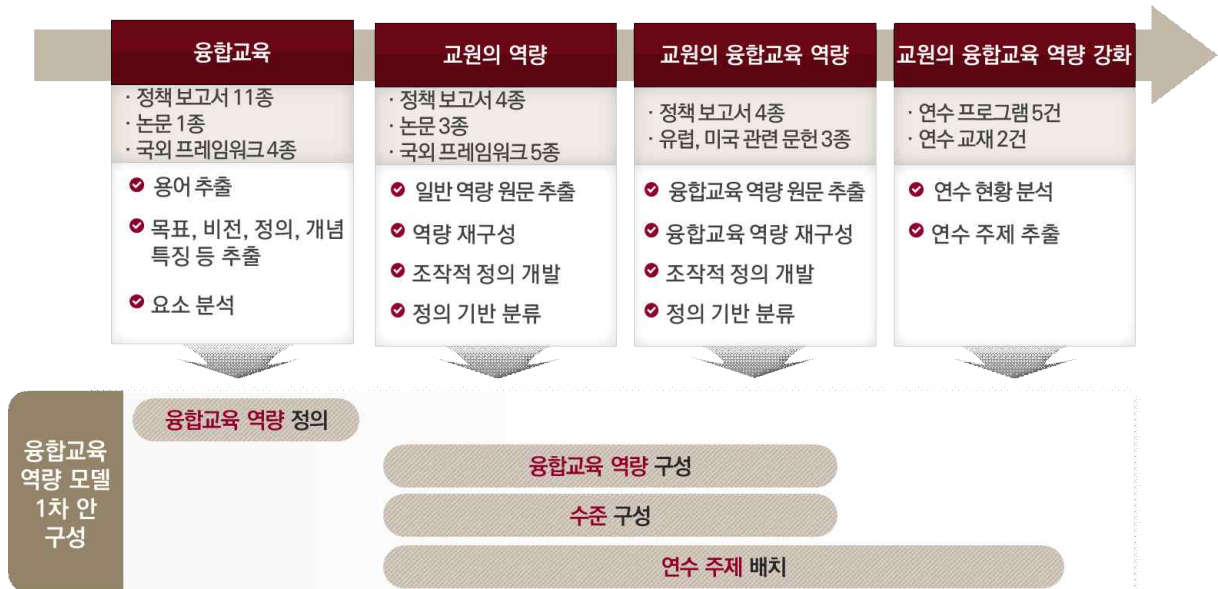 융합교육
· 정책 보고서 11종
· 논문 1종
· 국외 프레임워크 4종
용어 추출
목표, 비전, 정의, 개념
특징 등 추출
요소 분석
교원의 역량
· 정책 보고서 4종
· 논문 3종
· 국외 프레임워크 5종
일반 역량 원문 추출
역량 재구성
조작적 정의 개발
정의 기반 분류
교원의 융합교육 역량
· 정책 보고서 4종
· 유럽, 미국 관련 문헌 3종
융합교육 역량 원문 추출
융합교육 역량 재구성
조작적 정의 개발
정의 기반 분류
교원의 융합교육 역량 강화
· 연수 프로그램 5건
· 연수 교재 2건
연수 현황 분석
연수 주제 추출
융합교육
역량 모델
1차 안
구성
융합교육 역량 정의
융합교육 역량 구성
수준 구성
연수 주제 배치